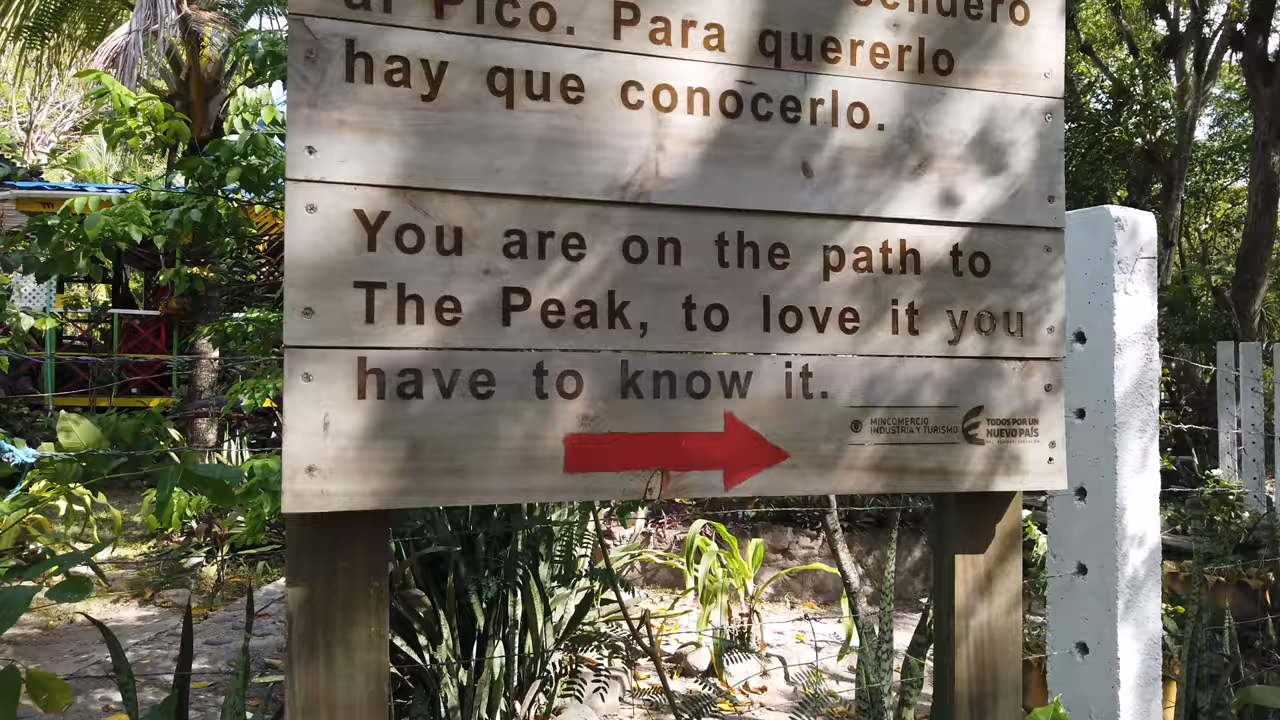 sendero
al Pico. Para quererlo
hay que conocerlo.
You are on the path to
The Peak, to love it you
have to know it.
MINCOMERCIO
INDUSTRIA Y TURISMO
TODOS POR UN
NUEVO PAÍS